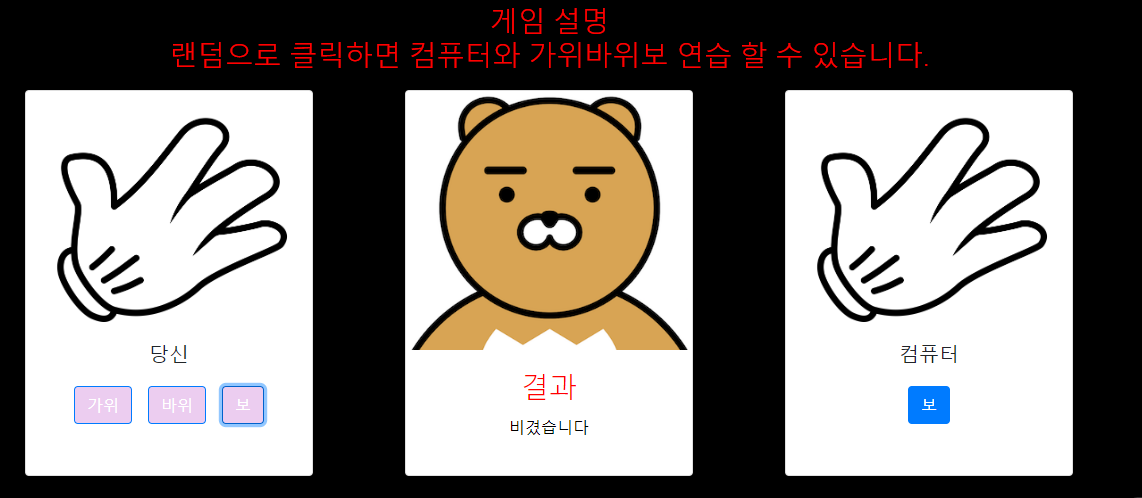 게임 설명
랜덤으로 클릭하면 컴퓨터와 가위바위보 연습 할 수 있습니다.
당신
가위 바위 보
결과
비겼습니다
컴퓨터
보